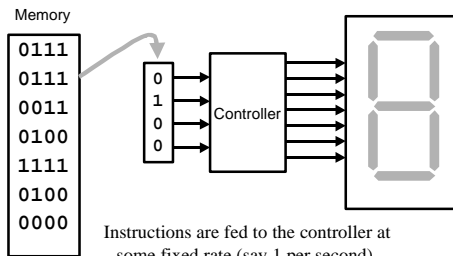 Memory
0111
0111
0011
0100
1111
0100
0000
0
1
0
0
Controller
Instructions are fed to the controller at
some fixed rate (say 1 per second)